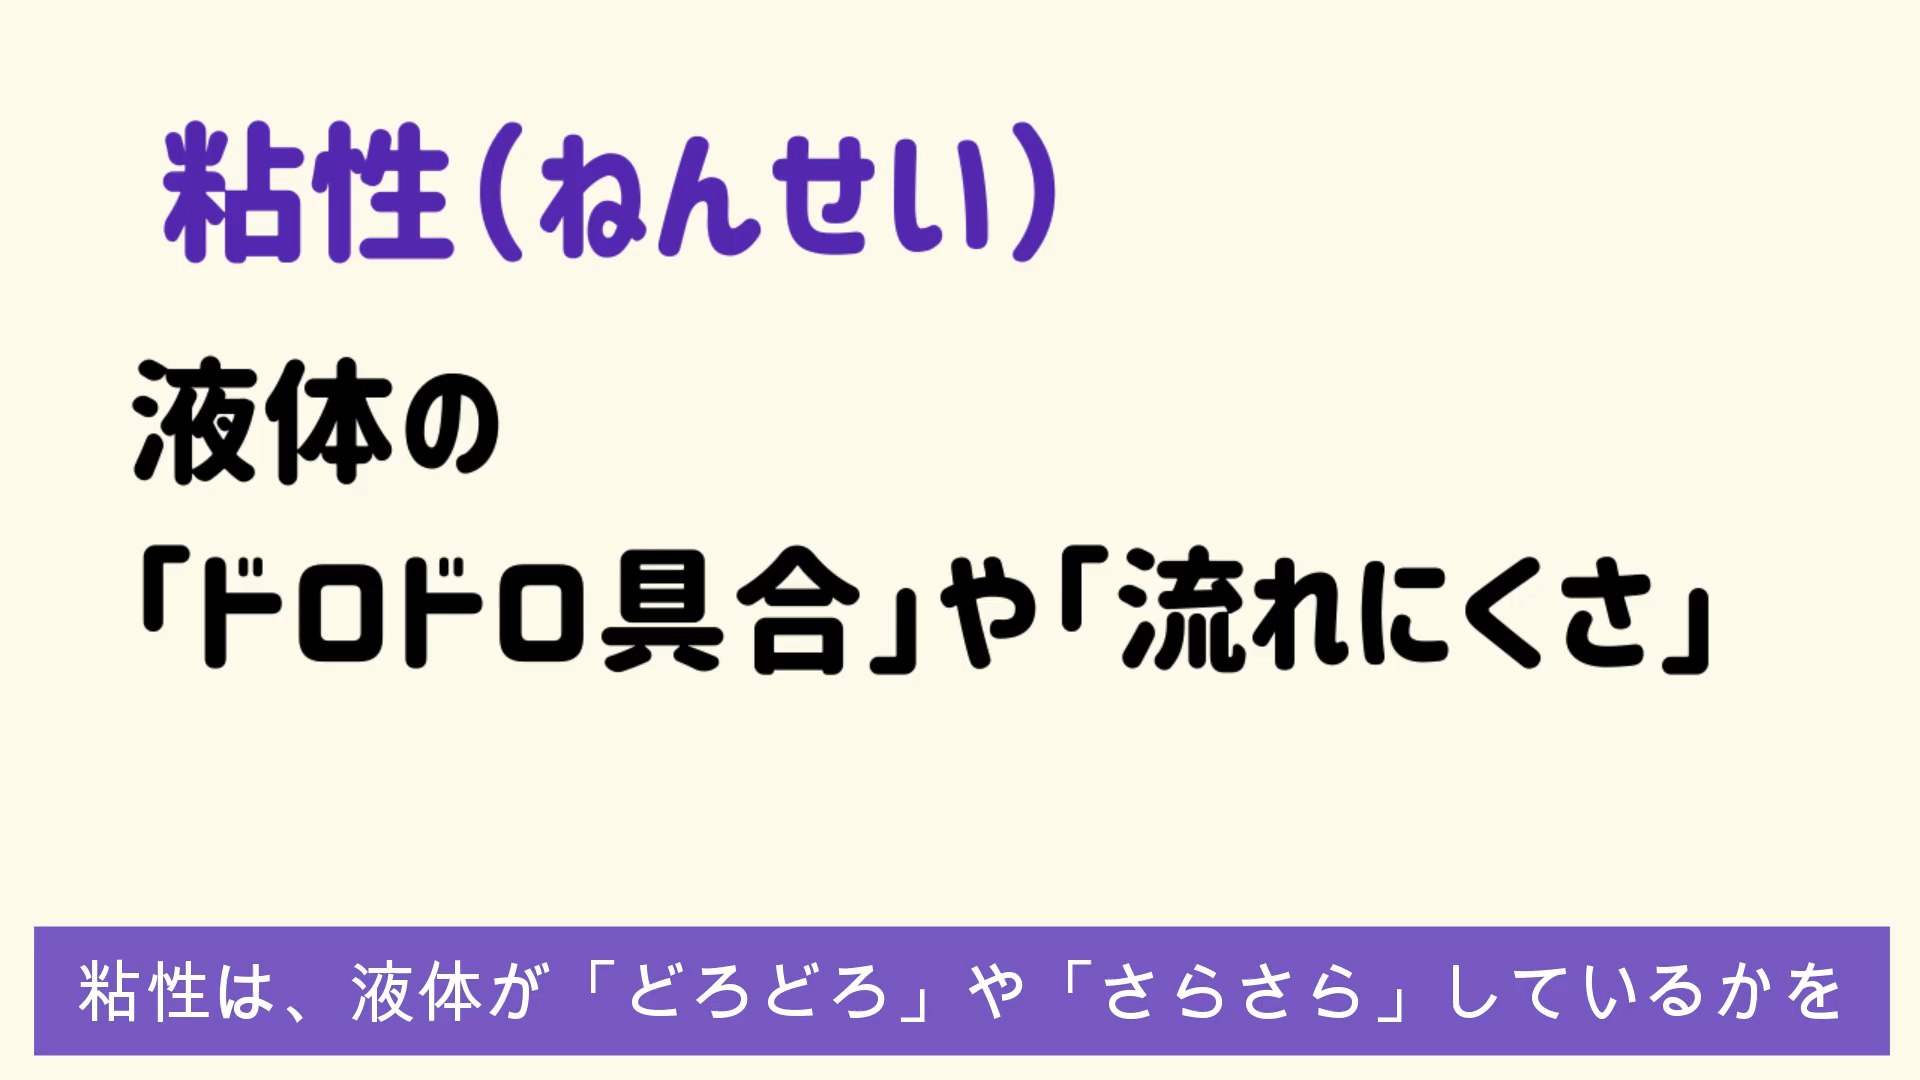 粘性（ねんせい）
液体の
「ドロドロ具合」や「流れにくさ」
粘性は、液体が「どろどろ」や「さらさら」しているかを